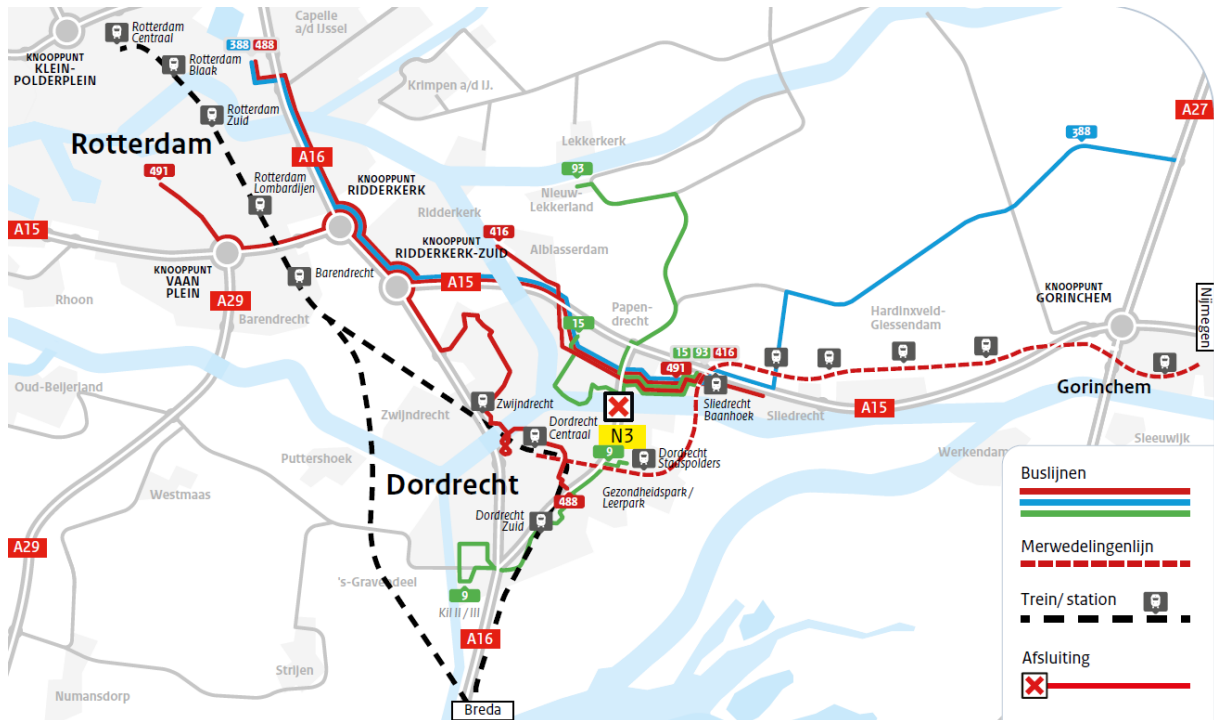 Rotterdam
Centraal
Capelle
a/d IJssel
KNOOPPUNT
KLEIN-
POLDERPLEIN
388
488
Rotterdam
Blaak
Krimpen a/d IJ.
Rotterdam
Zuid
A27
388
Rotterdam
A16
Lekkerkerk
93
491
Rotterdam
Lombardijen
KNOOPPUNT
RIDDERKERK
Nieuw-
Lekkerland
Ridderkerk
A15
416
KNOOPPUNT
RIDDERKERK-ZUID
Alblasserdam
KNOOPPUNT
VAAN
PLEIN
Barendrecht
A15
KNOOPPUNT
GORINCHEM
Nijmegen
Rhoon
A29
Barendrecht
Papen-
drecht
Hardinxveld-
Giessendam
15
15
93
416
491
Oud-Beijerland
Zwijndrecht
Zwijndrecht
Sliedrecht
Baanhoek
Sliedrecht
A15
Gorinchem
Dordrecht
Centraal
N3
Sleeuwijk
Puttershoek
9
Dordrecht
Stadspolders
Werkendam
Dordrecht
Westmaas
488
Gezondheidspark /
Leerpark
Dordrecht
Zuid
A29
's-Gravendeel
9
Kil II / III
A16
Strijen
Numansdorp
Breda
Buslijnen
Merwedelingenlijn
Trein/ station
Afsluiting